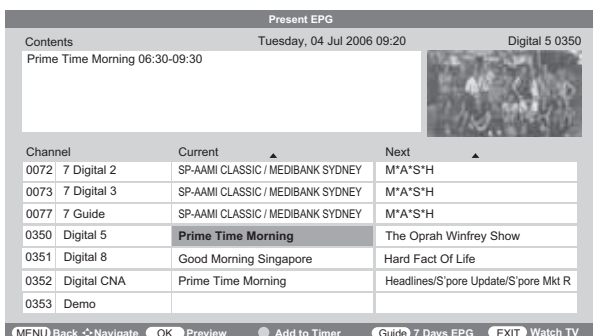 Present EPG
Contents Tuesday, 04 Jul 2006 09:20 Digital 5 0350
Prime Time Morning 06:30-09:30
Channel Current Next
0072 7 Digital 2 SP-AAMI CLASSIC / MEDIBANK SYDNEY M*A*S*H
0073 7 Digital 3 SP-AAMI CLASSIC / MEDIBANK SYDNEY M*A*S*H
0077 7 Guide SP-AAMI CLASSIC / MEDIBANK SYDNEY M*A*S*H
0350 Digital 5 Prime Time Morning The Oprah Winfrey Show
0351 Digital 8 Good Morning Singapore Hard Fact Of Life
0352 Digital CNA Prime Time Morning Headlines/S'pore Update/S'pore Mkt R
0353 Demo
MENU Back Navigate OK Preview Add to Timer Guide 7 Days EPG EXIT Watch TV